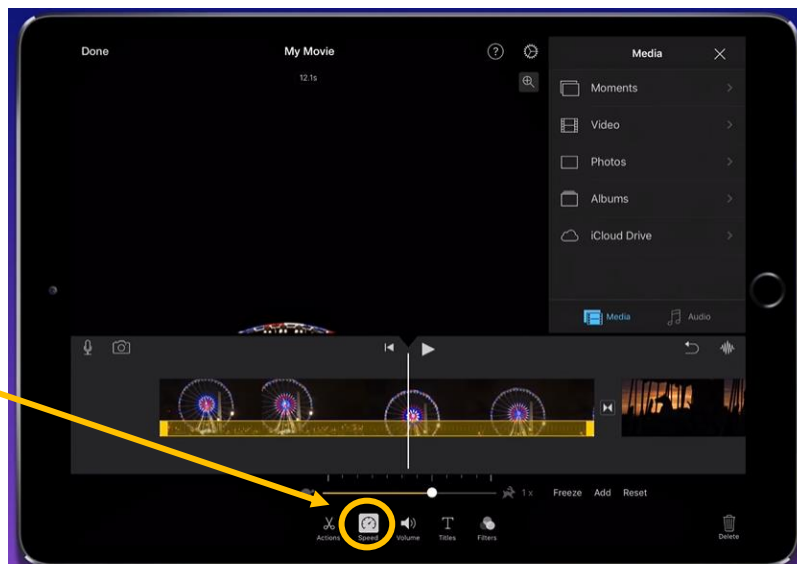 Done
My Movie
?
12.1s
Media
Moments
Video
Photos
Albums
iCloud Drive
Media
Audio
1x
Freeze
Add
Reset
Actions
Speed
Volume
T
Titles
Filters
Delete